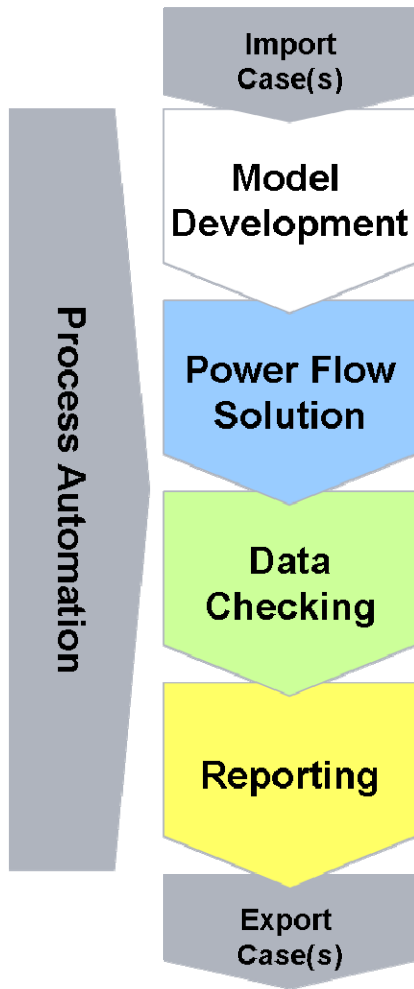 Import
Case(s)
Model
Development
Process Automation
Power Flow
Solution
Data
Checking
Reporting
Export
Case(s)